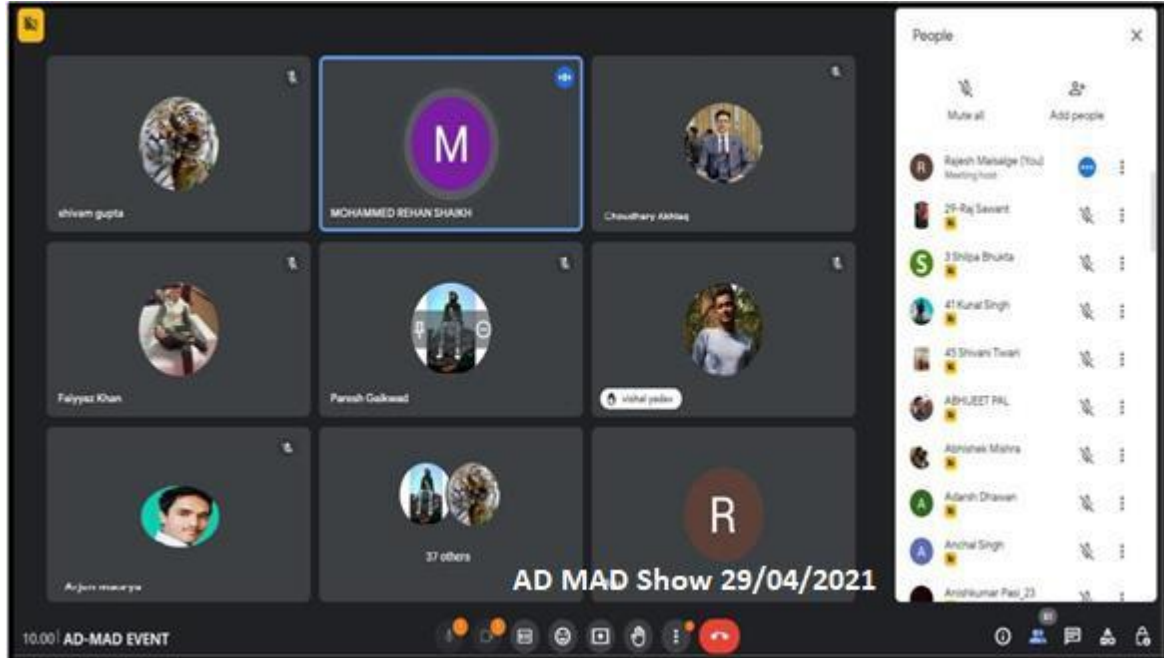 People
Mute all
Add people
M
shivam gupta
MOHAMMED REHAN SHAIKH
Choudhary Akhlaq
Faiyyaz Khan
Paresh Gaikwad
vishal yadav
Arjun maurya
37 others
R
AD MAD Show 29/04/2021
R
Rajesh Maisalge (You)
Meeting host
29-Raj Sawant
S
3 Shilpa Bhukta
41 Kunal Singh
45 Shivani Tiwari
ABHIJEET PAL
Abhishek Mishra
A
Adarsh Dhawan
A
Anchal Singh
Anishkumar Pasi_23
10.00 | AD-MAD EVENT